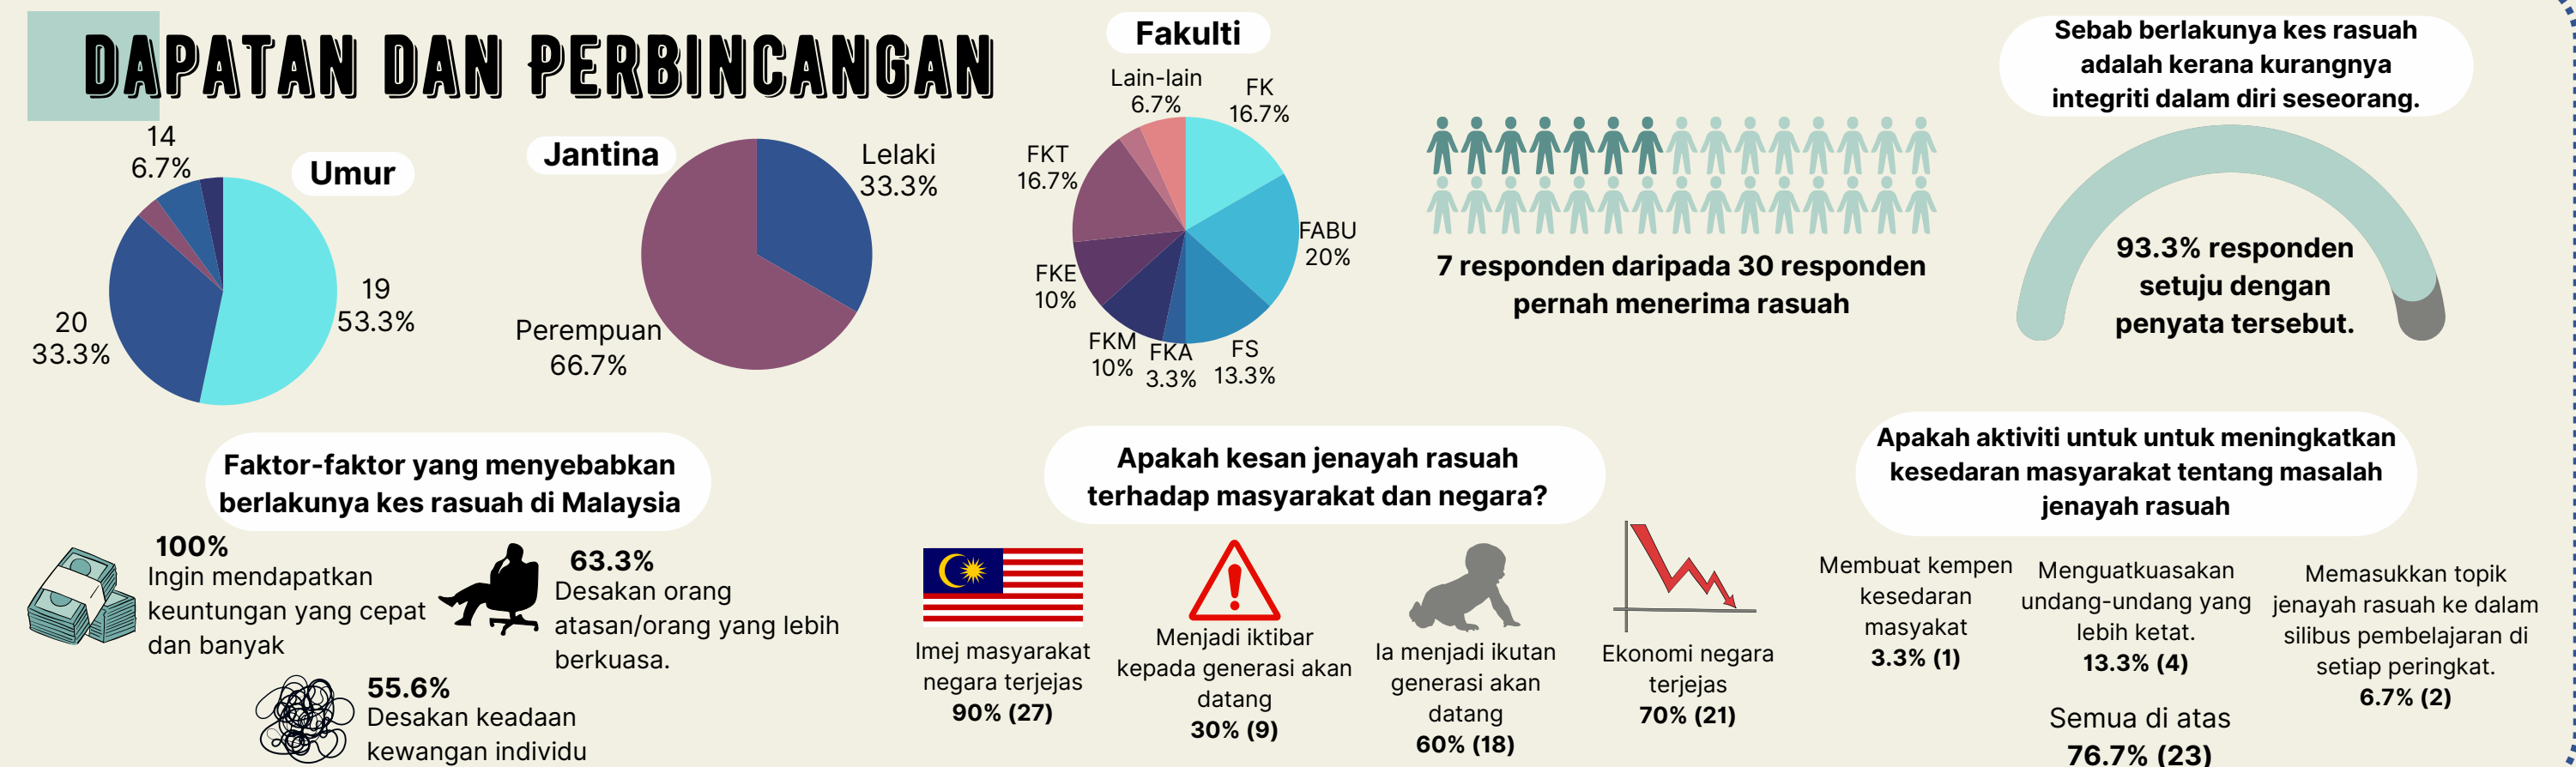 DAPATAN DAN PERBINCANGAN
Umur
14
6.7%
19
53.3%
20
33.3%
Jantina
Lelaki
33.3%
Perempuan
66.7%
Fakulti
Lain-lain
6.7%
FK
16.7%
FABU
20%
FS
13.3%
FKA
3.3%
FKM
10%
FKE
10%
FKT
16.7%
7 responden daripada 30 responden
pernah menerima rasuah
Sebab berlakunya kes rasuah
adalah kerana kurangnya
integriti dalam diri seseorang.
93.3% responden
setuju dengan
penyata tersebut.
Faktor-faktor yang menyebabkan
berlakunya kes rasuah di Malaysia
100%
Ingin mendapatkan
keuntungan yang cepat
dan banyak
63.3%
Desakan orang
atasan/orang yang lebih
berkuasa.
55.6%
Desakan keadaan
kewangan individu
Apakah kesan jenayah rasuah
terhadap masyarakat dan negara?
Imej masyarakat
negara terjejas
90% (27)
Menjadi iktibar
kepada generasi akan
datang
30% (9)
Ia menjadi ikutan
generasi akan
datang
60% (18)
Ekonomi negara
terjejas
70% (21)
Apakah aktiviti untuk untuk meningkatkan
kesedaran masyarakat tentang masalah
jenayah rasuah
Membuat kempen
kesedaran
masyakat
3.3% (1)
Menguatkuasakan
undang-undang yang
lebih ketat.
13.3% (4)
Memasukkan topik
jenayah rasuah ke dalam
silibus pembelajaran di
setiap peringkat.
6.7% (2)
Semua di atas
76.7% (23)